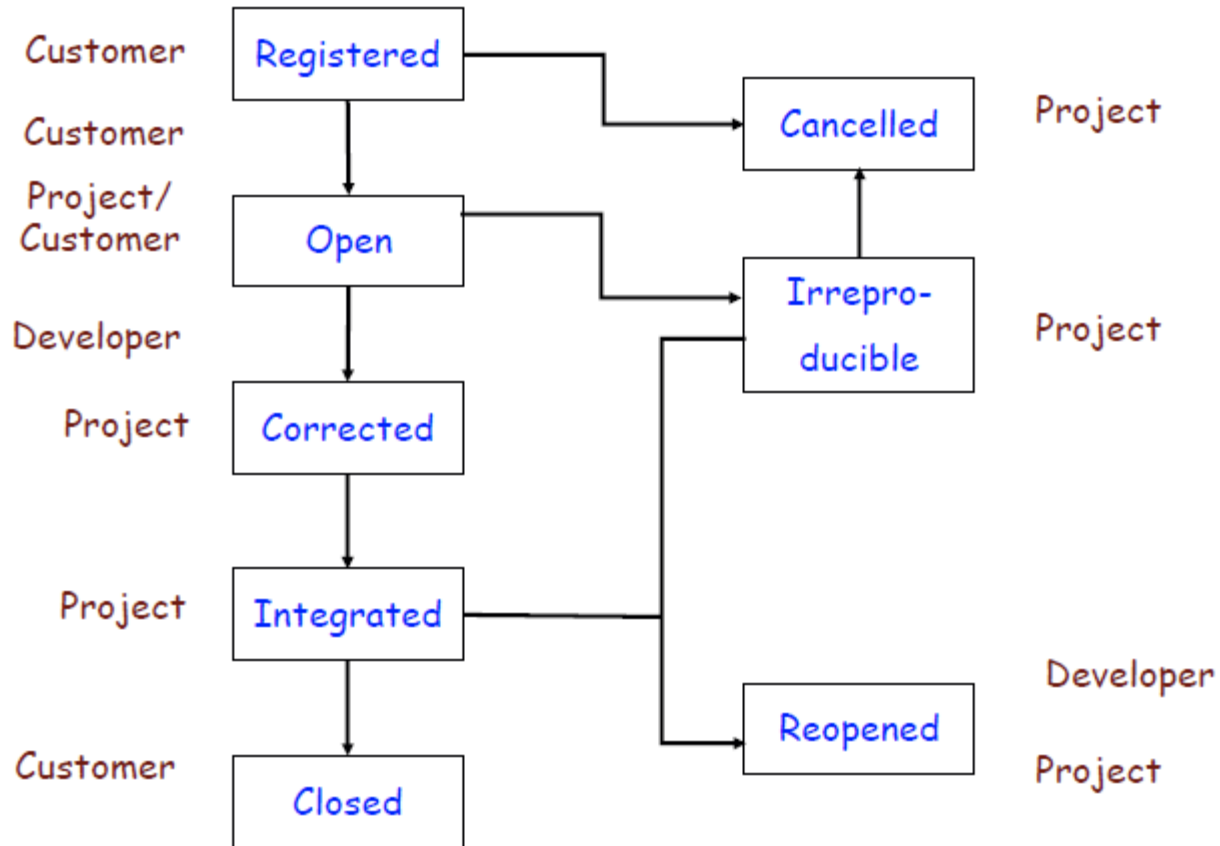 Customer
Registered
Customer
Cancelled
Project
Project/
Customer
Open
Irrepro-
ducible
Project
Developer
Project
Corrected
Project
Integrated
Developer
Reopened
Project
Customer
Closed